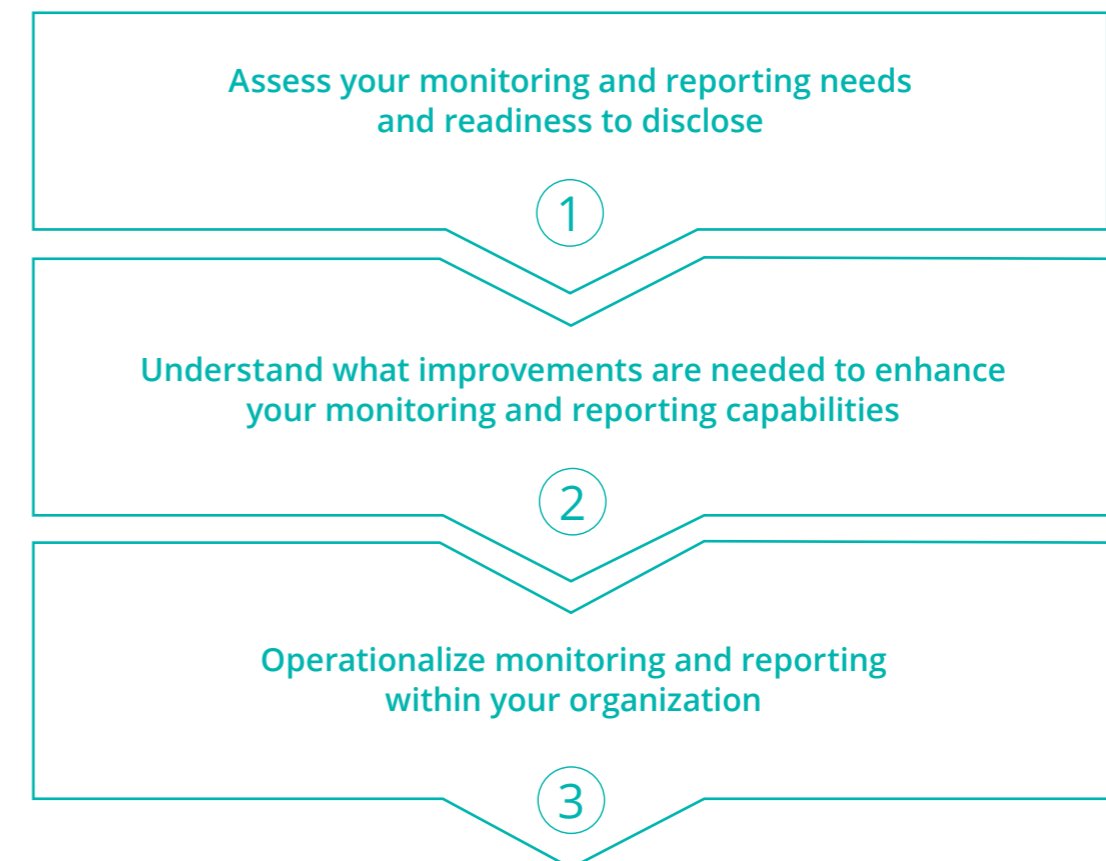 Assess your monitoring and reporting needs
and readiness to disclose
1
Understand what improvements are needed to enhance
your monitoring and reporting capabilities
2
Operationalize monitoring and reporting
within your organization
3